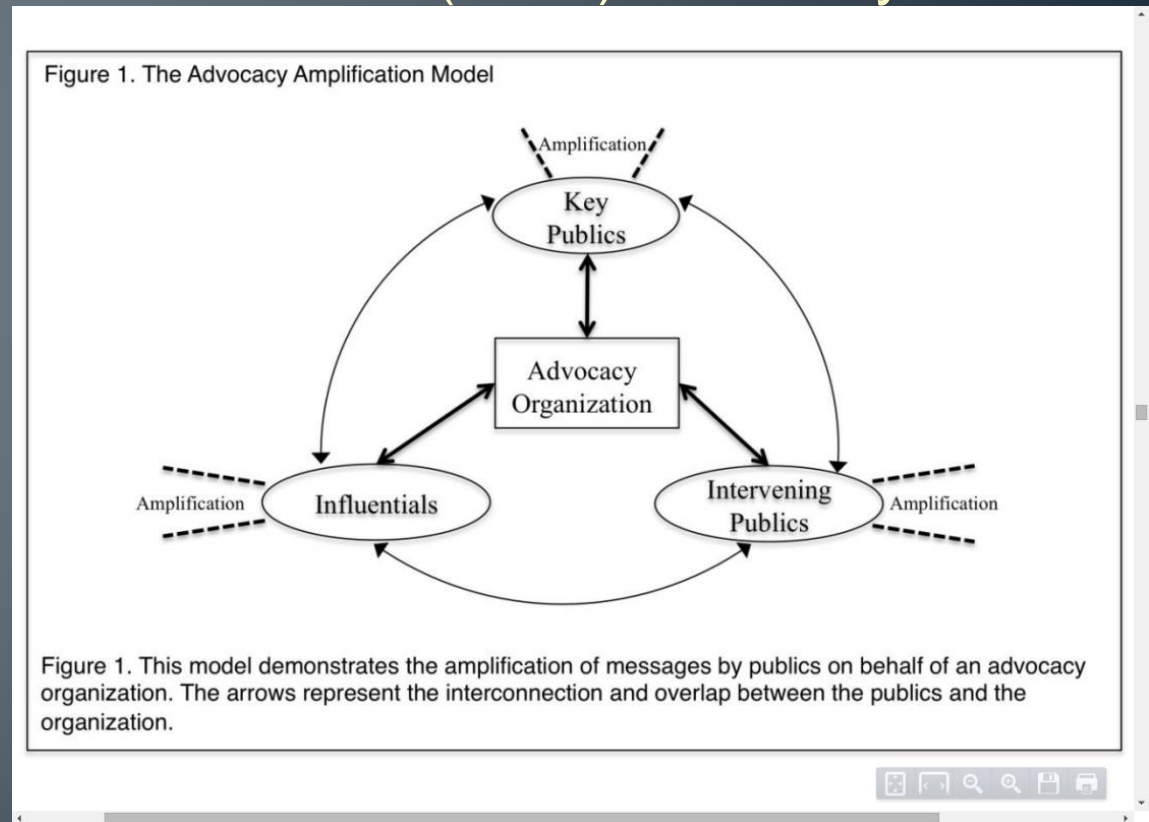 Figure 1. The Advocacy Amplification Model
Amplification
Key
Publics
Advocacy
Organization
Amplification
Influentials
Intervening
Publics
Amplification
Figure 1. This model demonstrates the amplification of messages by publics on behalf of an advocacy
organization. The arrows represent the interconnection and overlap between the publics and the
organization.